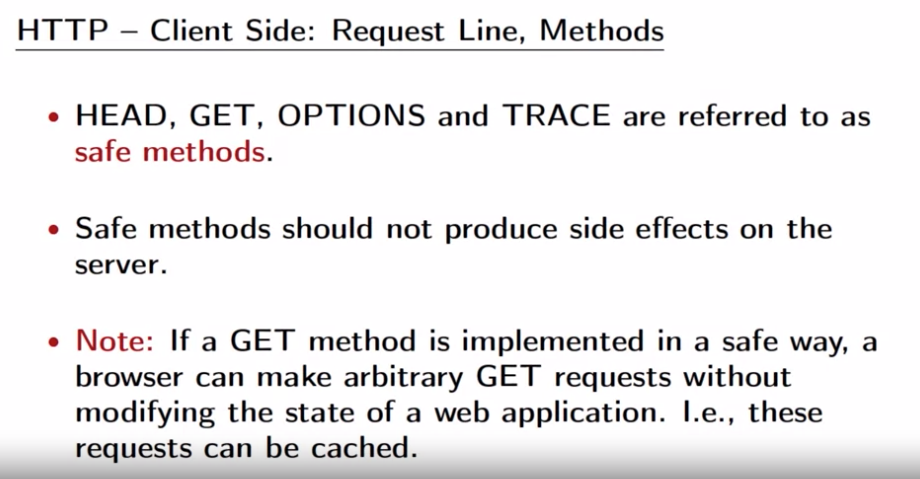 HTTP – Client Side: Request Line, Methods
• HEAD, GET, OPTIONS and TRACE are referred to as
safe methods.
• Safe methods should not produce side effects on the
server.
• Note: If a GET method is implemented in a safe way, a
browser can make arbitrary GET requests without
modifying the state of a web application. I.e., these
requests can be cached.